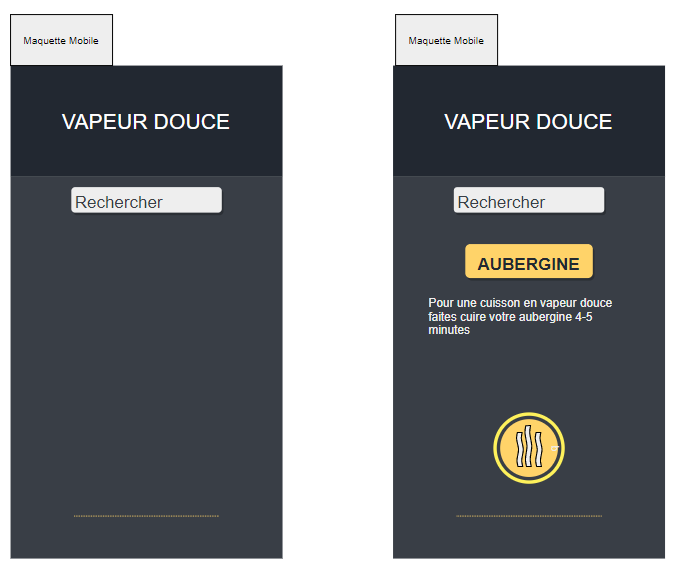 Maquette Mobile
VAPEUR DOUCE
Rechercher
Maquette Mobile
VAPEUR DOUCE
Rechercher
AUBERGINE
Pour une cuisson en vapeur douce
faites cuire votre aubergine 4-5
minutes